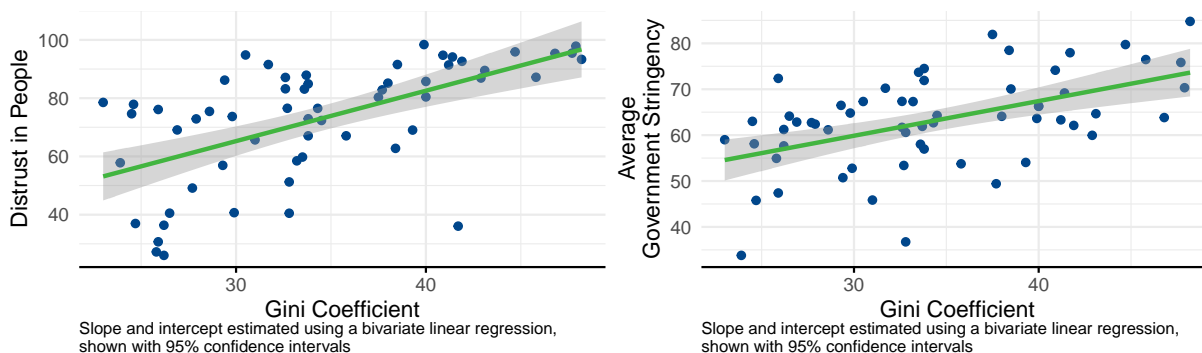 Distrust in People
100
80
60
40
30
40
Gini Coefficient
Slope and intercept estimated using a bivariate linear regression,
shown with 95% confidence intervals
Average
Government Stringency
80
70
60
50
40
30
40
Gini Coefficient
Slope and intercept estimated using a bivariate linear regression,
shown with 95% confidence intervals